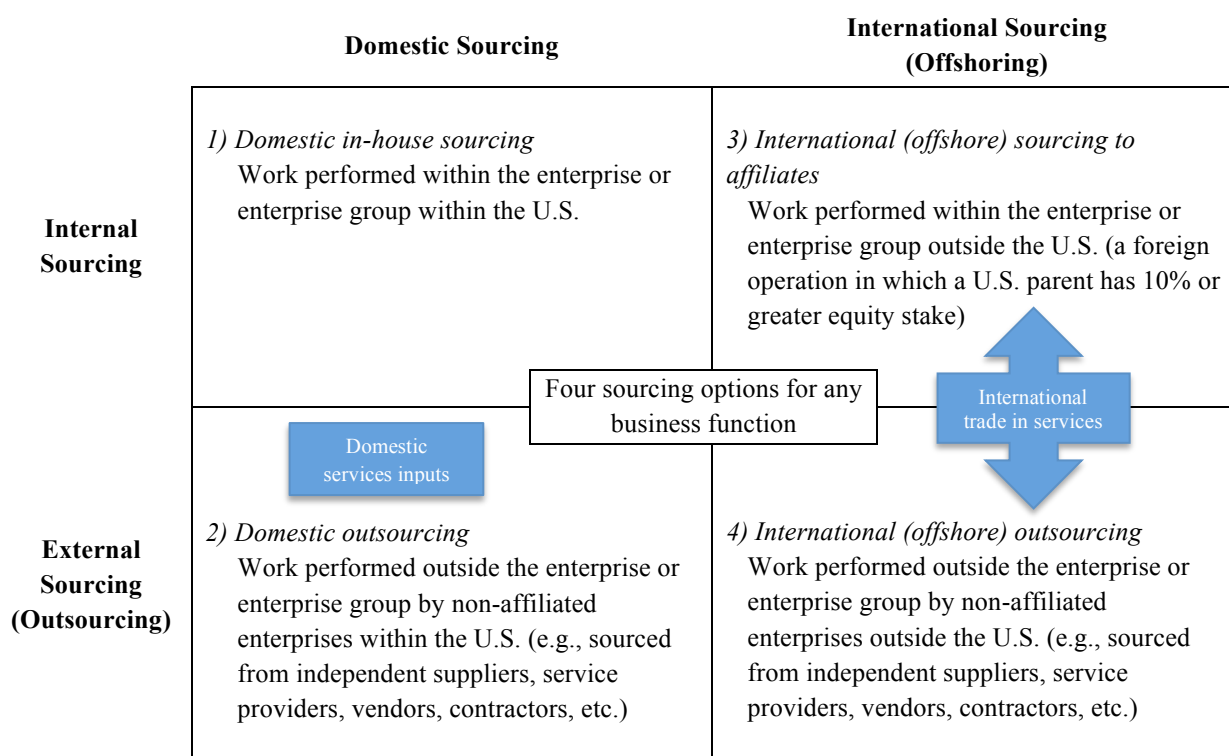 Domestic Sourcing
International Sourcing
(Offshoring)
Internal
Sourcing
1) Domestic in-house sourcing
Work performed within the enterprise or
enterprise group within the U.S.
3) International (offshore) sourcing to
affiliates
Work performed within the enterprise or
enterprise group outside the U.S. (a foreign
operation in which a U.S. parent has 10% or
greater equity stake)
Four sourcing options for any
business function
International
trade in services
Domestic
services inputs
External
Sourcing
(Outsourcing)
2) Domestic outsourcing
Work performed outside the enterprise or
enterprise group by non-affiliated
enterprises within the U.S. (e.g., sourced
from independent suppliers, service
providers, vendors, contractors, etc.)
4) International (offshore) outsourcing
Work performed outside the enterprise or
enterprise group by non-affiliated
enterprises outside the U.S. (e.g., sourced
from independent suppliers, service
providers, vendors, contractors, etc.)